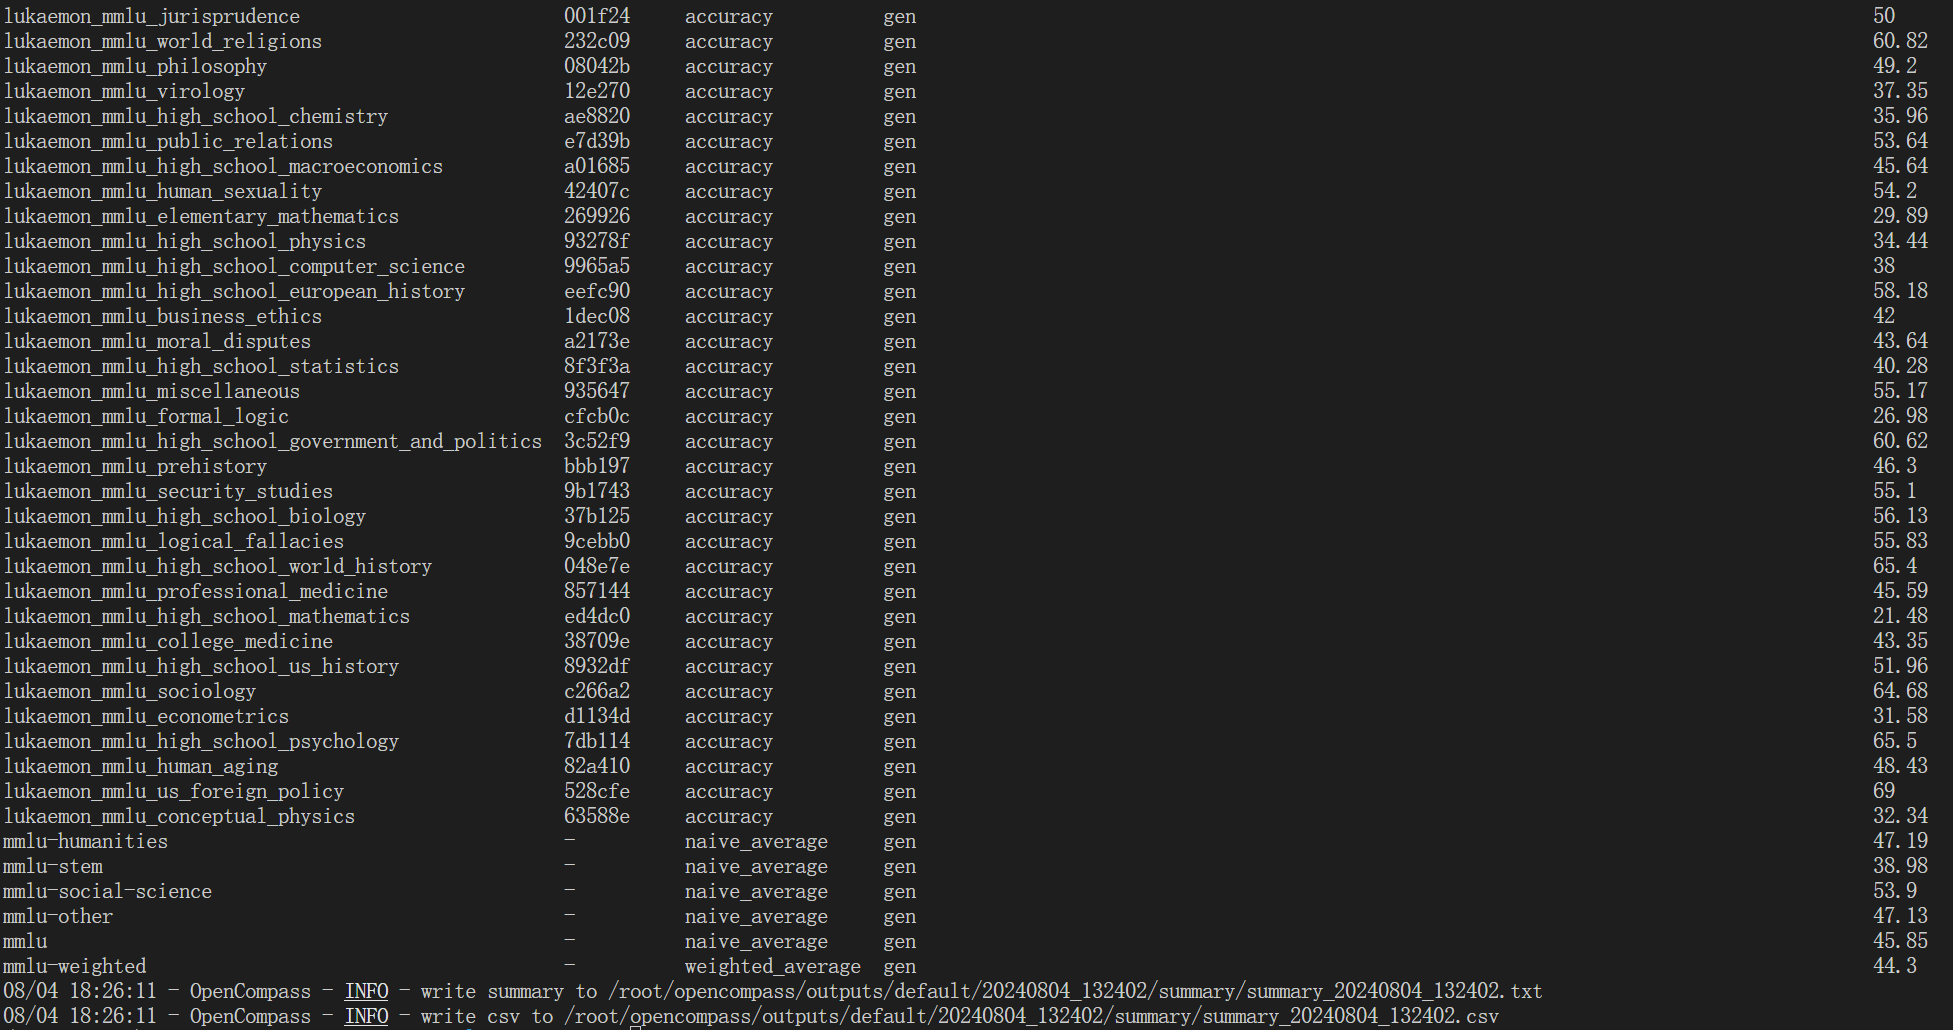 lukaemon_mmlu_jurisprudence 001f24 accuracy gen 50
lukaemon_mmlu_world_religions 232c09 accuracy gen 60.82
lukaemon_mmlu_philosophy 08042b accuracy gen 49.2
lukaemon_mmlu_virology 12e270 accuracy gen 37.35
lukaemon_mmlu_high_school_chemistry ae8820 accuracy gen 35.96
lukaemon_mmlu_public_relations e7d39b accuracy gen 53.64
lukaemon_mmlu_high_school_macroeconomics a01685 accuracy gen 45.64
lukaemon_mmlu_human_sexuality 42407c accuracy gen 54.2
lukaemon_mmlu_elementary_mathematics 269926 accuracy gen 29.89
lukaemon_mmlu_high_school_physics 93278f accuracy gen 34.44
lukaemon_mmlu_high_school_computer_science 9965a5 accuracy gen 38
lukaemon_mmlu_high_school_european_history eefc90 accuracy gen 58.18
lukaemon_mmlu_business_ethics 1dec08 accuracy gen 42
lukaemon_mmlu_moral_disputes a2173e accuracy gen 43.64
lukaemon_mmlu_high_school_statistics 8f3f3a accuracy gen 40.28
lukaemon_mmlu_miscellaneous 935647 accuracy gen 55.17
lukaemon_mmlu_formal_logic cfcb0c accuracy gen 26.98
lukaemon_mmlu_high_school_government_and_politics 3c52f9 accuracy gen 60.62
lukaemon_mmlu_prehistory bbb197 accuracy gen 46.3
lukaemon_mmlu_security_studies 9b1743 accuracy gen 55.1
lukaemon_mmlu_high_school_biology 37b125 accuracy gen 56.13
lukaemon_mmlu_logical_fallacies 9cebb0 accuracy gen 55.83
lukaemon_mmlu_high_school_world_history 048e7e accuracy gen 65.4
lukaemon_mmlu_professional_medicine 857144 accuracy gen 45.59
lukaemon_mmlu_high_school_mathematics ed4dc0 accuracy gen 21.48
lukaemon_mmlu_college_medicine 38709e accuracy gen 43.35
lukaemon_mmlu_high_school_us_history 8932df accuracy gen 51.96
lukaemon_mmlu_sociology c266a2 accuracy gen 64.68
lukaemon_mmlu_econometrics d1134d accuracy gen 31.58
lukaemon_mmlu_high_school_psychology 7db114 accuracy gen 65.5
lukaemon_mmlu_human_aging 82a410 accuracy gen 48.43
lukaemon_mmlu_us_foreign_policy 528cfe accuracy gen 69
lukaemon_mmlu_conceptual_physics 63588e accuracy gen 32.34
mmlu-humanities - naive_average gen 47.19
mmlu-stem - naive_average gen 38.98
mmlu-social-science - naive_average gen 53.9
mmlu-other - naive_average gen 47.13
mmlu - naive_average gen 45.85
mmlu-weighted - weighted_average gen 44.3
08/04 18:26:11 - OpenCompass - INFO - write summary to /root/opencompass/outputs/default/20240804_132402/summary/summary_20240804_132402.txt
08/04 18:26:11 - OpenCompass - INFO - write csv to /root/opencompass/outputs/default/20240804_132402/summary/summary_20240804_132402.csv